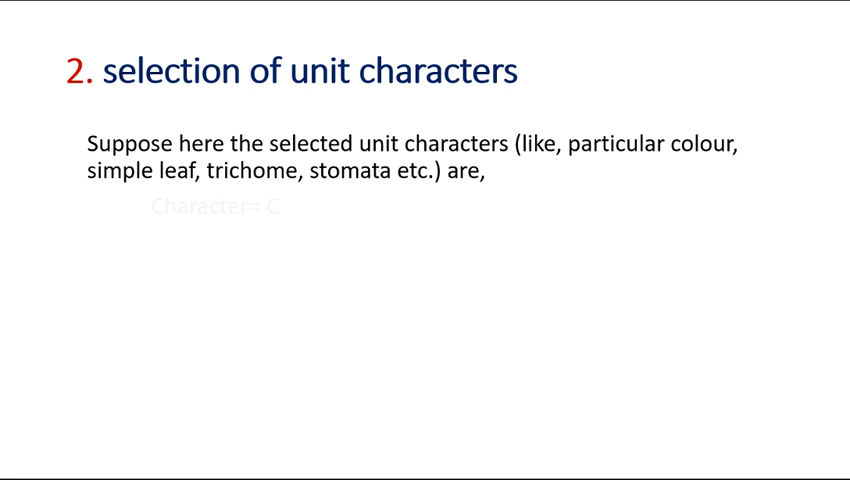 2. selection of unit characters
Suppose here the selected unit characters (like, particular colour,
simple leaf, trichome, stomata etc.) are,
Character= C